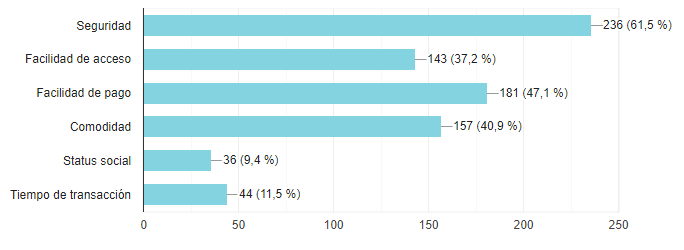 Seguridad 236 (61,5 %)
Facilidad de acceso 143 (37,2 %)
Facilidad de pago 181 (47,1 %)
Comodidad 157 (40,9 %)
Status social 36 (9,4 %)
Tiempo de transacción 44 (11,5 %)
0 50 100 150 200 250